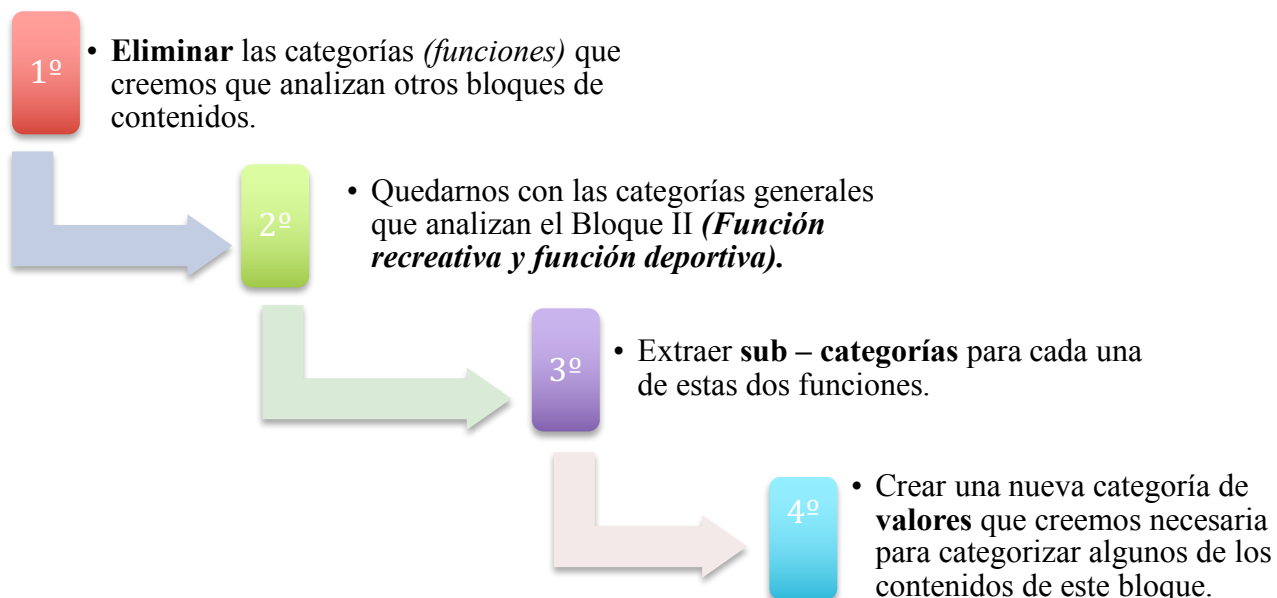 1º
• Eliminar las categorías (funciones) que
creemos que analizan otros bloques de
contenidos.
2º
• Quedarnos con las categorías generales
que analizan el Bloque II (Función
recreativa y función deportiva).
3º
• Extraer sub – categorías para cada una
de estas dos funciones.
4º
• Crear una nueva categoría de
valores que creemos necesaria
para categorizar algunos de los
contenidos de este bloque.